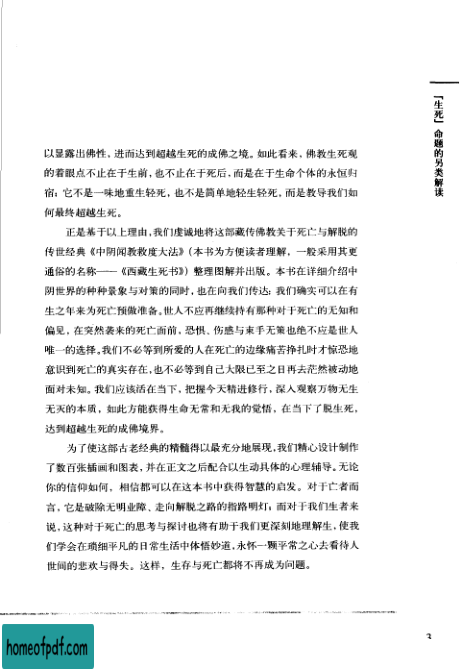 「生死」命题的另类解读
以显露出佛性，进而达到超越生死的成佛之境。如此看来，佛教生死观
的着眼点不止在于生前，也不止在于死后，而是在于生命个体的永恒归
宿；它不是一味地重生轻死，也不是简单地轻生轻死，而是教导我们如
何最终超越生死。
正是基于以上理由，我们虔诚地将这部藏传佛教关于死亡与解脱的
传世经典《中阴闻教救度大法》（本书为方便读者理解，一般采用其更
通俗的名称——《西藏生死书》）整理图解并出版。本书在详细介绍中
阴世界的种种景象与对策的同时，也在向我们传达：我们确实可以在有
生之年来为死亡预做准备。世人不应再继续持有那种对于死亡的无知和
偏见，在突然袭来的死亡面前，恐惧、伤感与束手无策也绝不应是世人
唯一的选择。我们不必等到所爱的人在死亡的边缘痛苦挣扎时才惊恐地
意识到死亡的真实存在，也不必等到自己大限已至之日再去茫然被动地
面对未知。我们应该活在当下，把握今天精进修行，深入观察万物无生
无灭的本质，如此方能获得生命无常和无我的觉悟，在当下了脱生死，
达到超越生死的成佛境界。
为了使这部古老经典的精髓得以最充分地展现，我们精心设计制作
了数百张插画和图表，并在正文之后配合以生动具体的心理辅导。无论
你的信仰如何，相信都可以在这本书中获得智慧的启发。对于亡者而
言，它是破除无明业障、走向解脱之路的指路明灯；而对于我们生者来
说，这种对于死亡的思考与探讨也将有助于我们更深刻地理解生，使我
们学会在琐细平凡的日常生活中体悟妙道，永怀一颗平常之心去看待人
世间的悲欢与得失。这样，生存与死亡都将不再成为问题。
3
homeofpdf.com